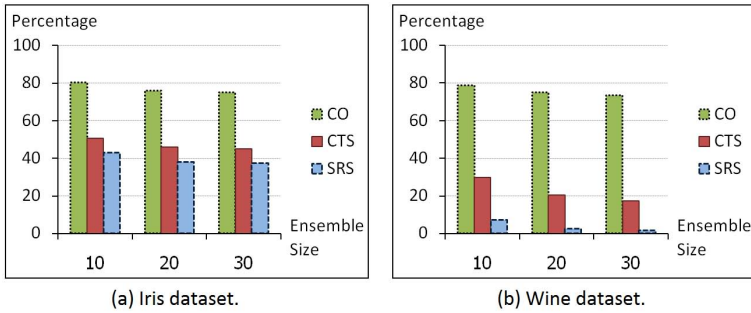 Percentage
100
80
60
40
20
0
10 20 30
Ensemble
Size
CO
CTS
SRS
(a) Iris dataset.
Percentage
100
80
60
40
20
0
10 20 30
Ensemble
Size
CO
CTS
SRS
(b) Wine dataset.